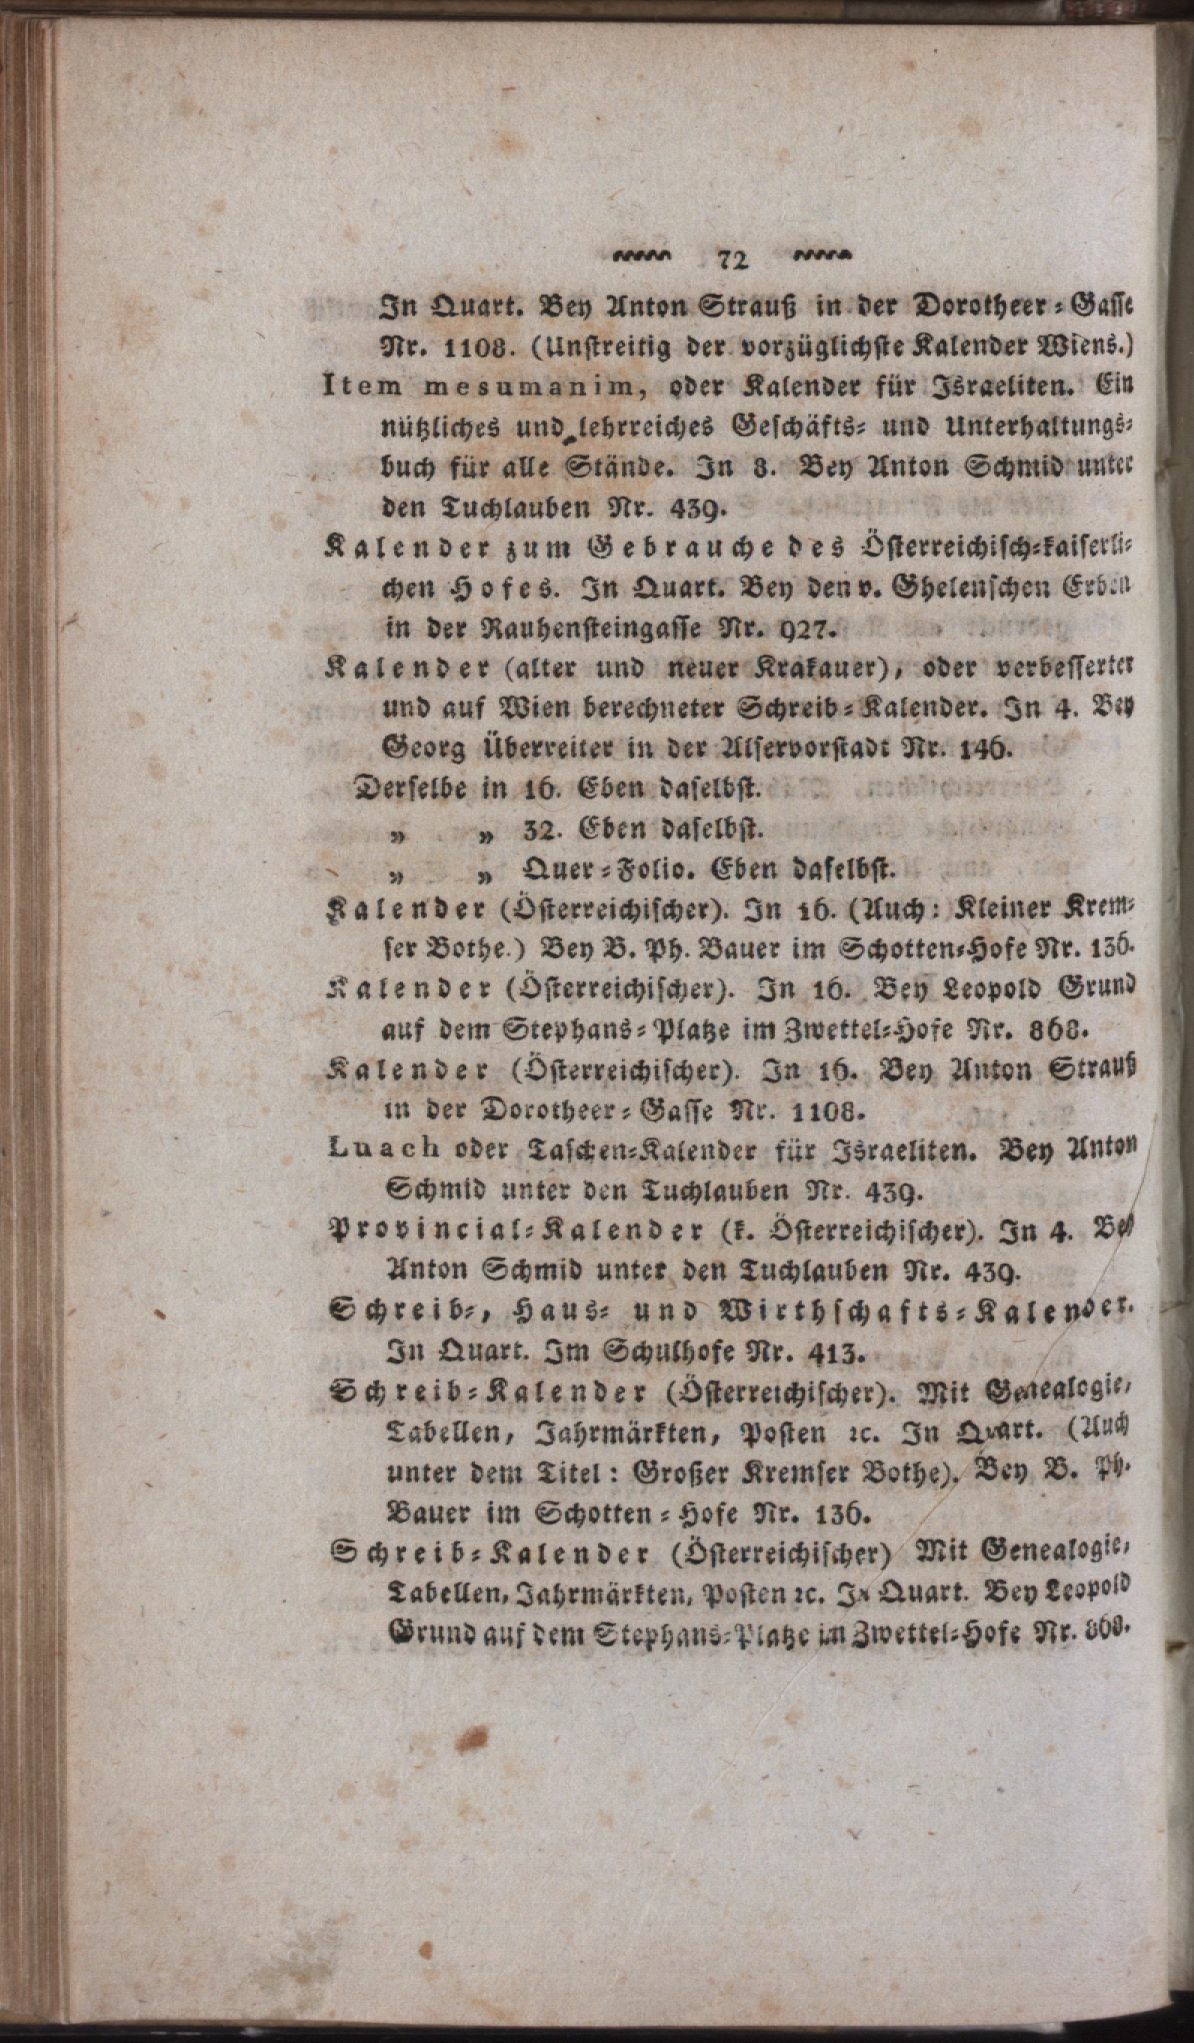 72
In Quart. Bey Anton Strauß in der Dorotheer-Gasse
Nr. 1108. (Unstreitig der vorzüglichste Kalender Wiens.)
Item mesumanim, oder Kalender für Israeliten. Ein
nützliches und lehrreiches Geschäfts- und Unterhaltungs-
buch für alle Stände. In 8. Bey Anton Schmid unter
den Tuchlauben Nr. 439.
Kalender zum Gebrauche des Österreichisch-kaiserli-
chen Hofes. In Quart. Bey den v. Ghelenschen Erben
in der Rauhensteingasse Nr. 927.
Kalender (alter und neuer Krakauer), oder verbesserter
und auf Wien berechneter Schreib-Kalender. In 4. Bey
Georg Überreiter in der Alservorstadt Nr. 146.
Derselbe in 16. Eben daselbst.
„ „ 32. Eben daselbst.
„ „ Quer-Folio. Eben daselbst.
Kalender (Österreichischer). In 16. (Auch: Kleiner Krem-
ser Bothe.) Bey B. Ph. Bauer im Schotten-Hofe Nr. 136.
Kalender (Österreichischer). In 16. Bey Leopold Grund
auf dem Stephans-Platze im Zwettel-Hofe Nr. 868.
Kalender (Österreichischer). In 16. Bey Anton Strauß
in der Dorotheer-Gasse Nr. 1108.
Luach oder Taschen-Kalender für Israeliten. Bey Anton
Schmid unter den Tuchlauben Nr. 439.
Provincial-Kalender (k. Österreichischer). In 4. Bey
Anton Schmid unter den Tuchlauben Nr. 439.
Schreib-, Haus- und Wirthschafts-Kalender.
In Quart. Im Schulhofe Nr. 413.
Schreib-Kalender (Österreichischer). Mit Genealogie,
Tabellen, Jahrmärkten, Posten ꝛc. In Quart. (Auch
unter dem Titel: Großer Kremser Bothe). Bey B. Ph.
Bauer im Schotten-Hofe Nr. 136.
Schreib-Kalender (Österreichischer) Mit Genealogie,
Tabellen, Jahrmärkten, Posten ꝛc. In Quart. Bey Leopold
Grund auf dem Stephans-Platze im Zwettel-Hofe Nr. 868.